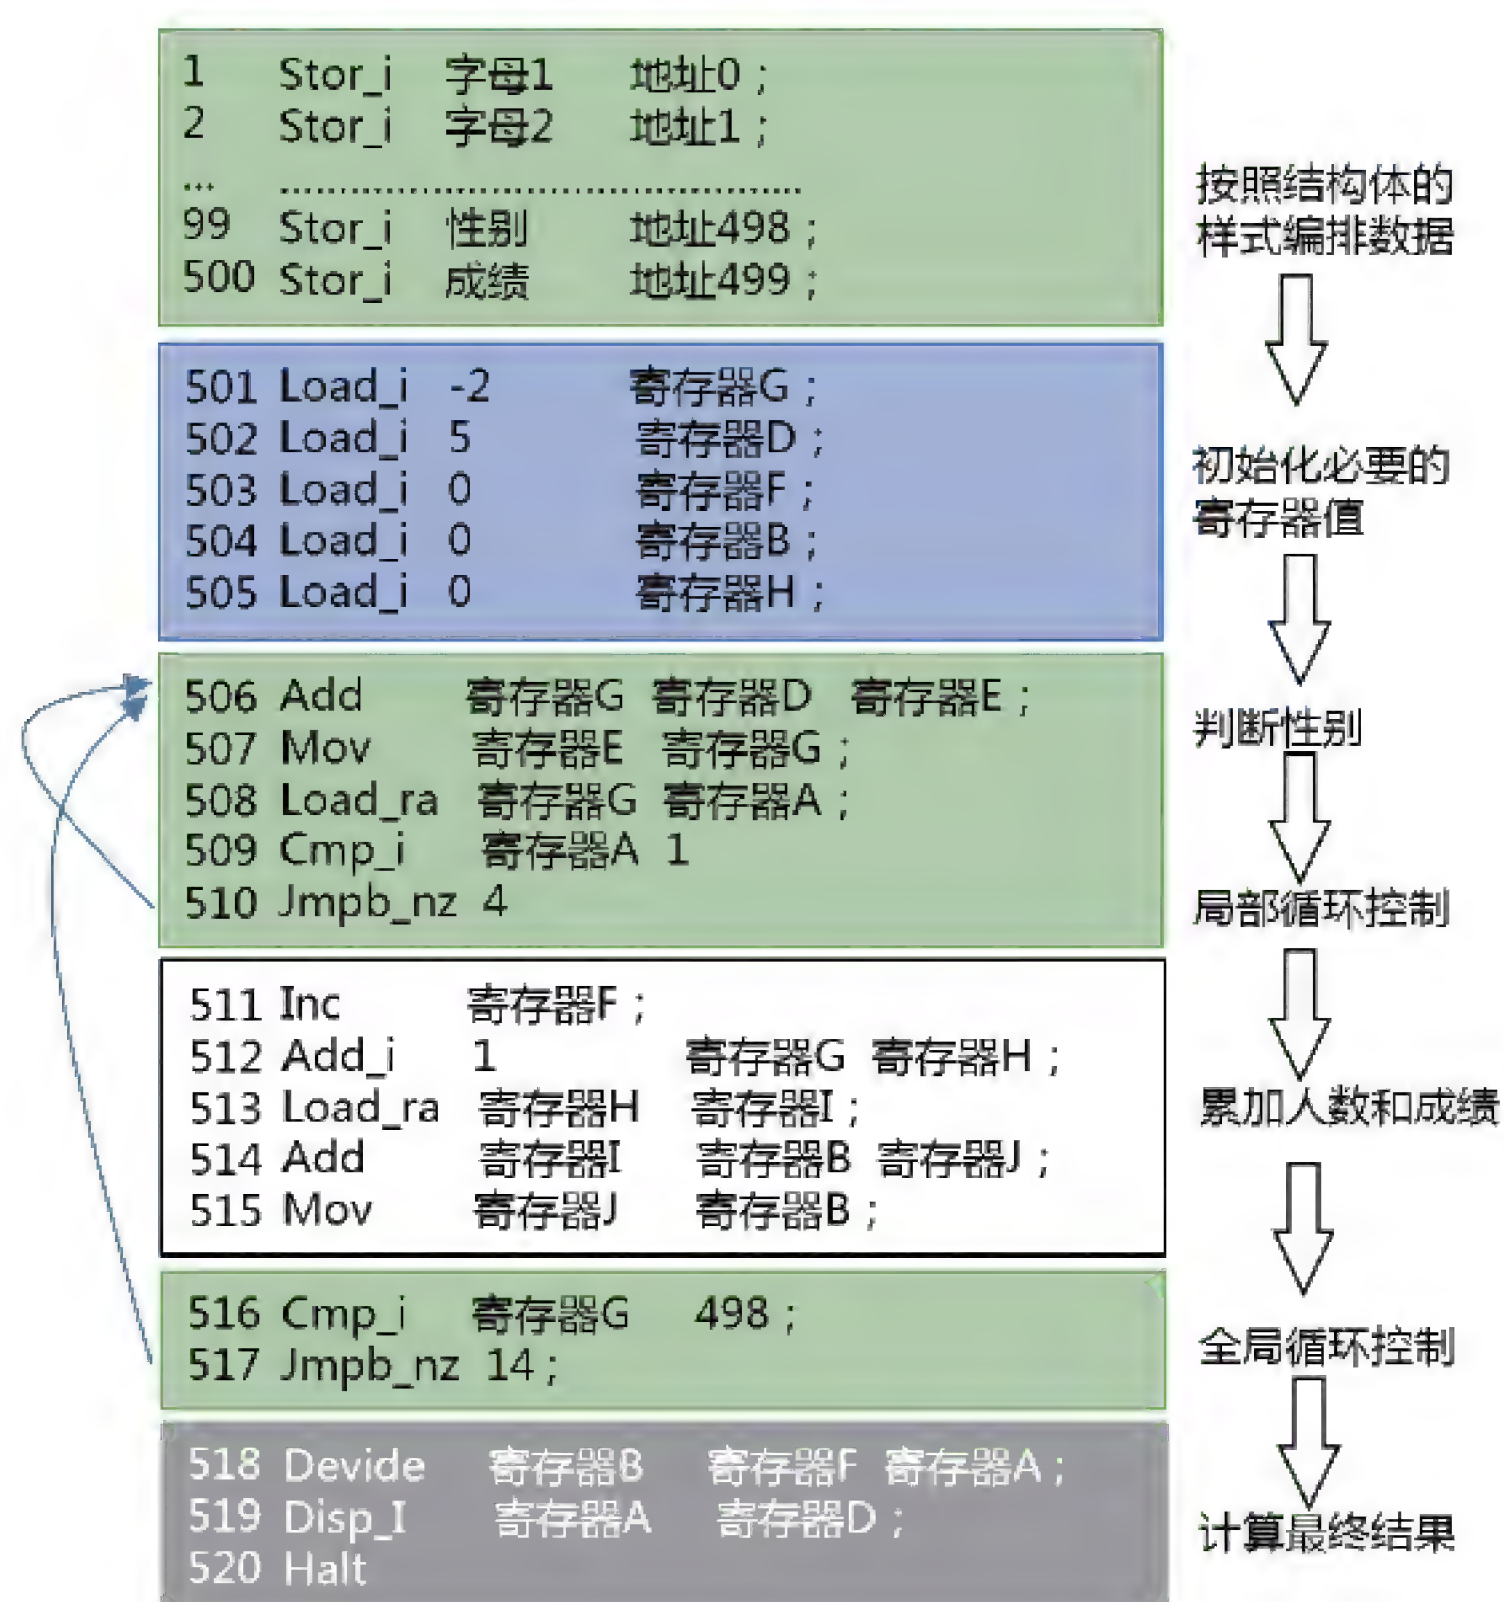 1 Stor_i 字母1 地址0；
2 Stor_i 字母2 地址1；
... ............................................
99 Stor_i 性别 地址498；
500 Stor_i 成绩 地址499；
按照结构体的
样式编排数据
501 Load_i -2 寄存器G；
502 Load_i 5 寄存器D；
503 Load_i 0 寄存器F；
504 Load_i 0 寄存器B；
505 Load_i 0 寄存器H；
初始化必要的
寄存器值
506 Add 寄存器G 寄存器D 寄存器E；
507 Mov 寄存器E 寄存器G；
508 Load_ra 寄存器G 寄存器A；
509 Cmp_i 寄存器A 1
510 Jmpb_nz 4
判断性别
局部循环控制
511 Inc 寄存器F；
512 Add_i 1 寄存器G 寄存器H；
513 Load_ra 寄存器H 寄存器I；
514 Add 寄存器I 寄存器B 寄存器J；
515 Mov 寄存器J 寄存器B；
累加人数和成绩
516 Cmp_i 寄存器G 498；
517 Jmpb_nz 14；
全局循环控制
518 Devide 寄存器B 寄存器F 寄存器A；
519 Disp_I 寄存器A 寄存器D；
520 Halt
计算最终结果